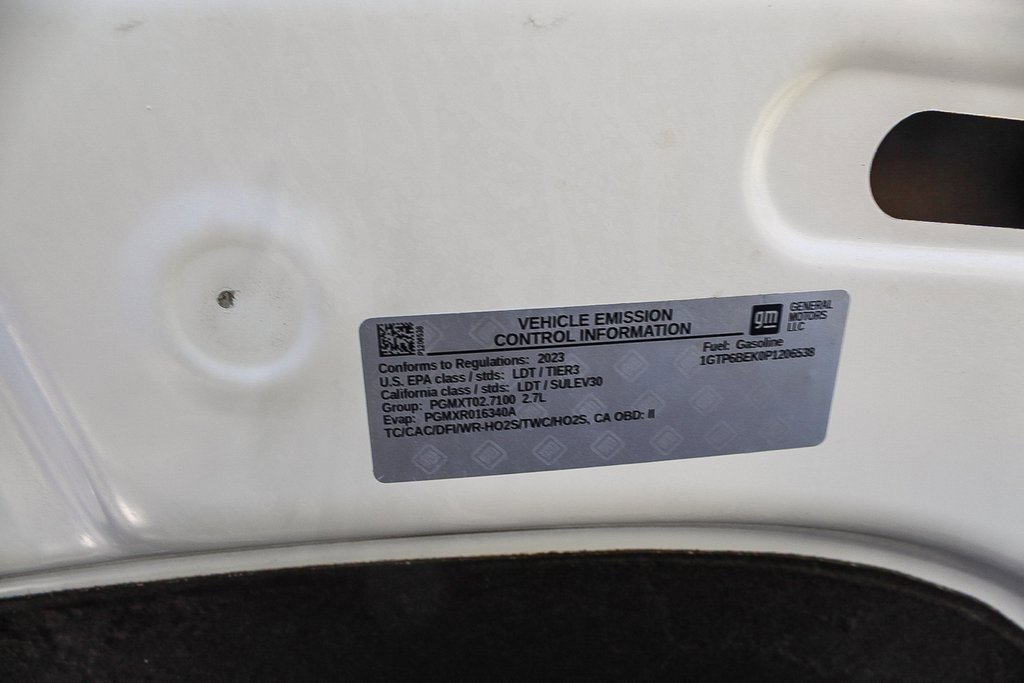 P1206538
VEHICLE EMISSION
CONTROL INFORMATION
gm
GENERAL
MOTORS
LLC
Conforms to Regulations: 2023
Fuel: Gasoline
U.S. EPA class / stds: LDT / TIER3
1GTP6BEK0P1206538
California class / stds: LDT / SULEV30
Group: PGMXT02.7100 2.7L
Evap: PGMXR016340A
TC/CAC/DFI/WR-HO2S/TWC/HO2S, CA OBD: II